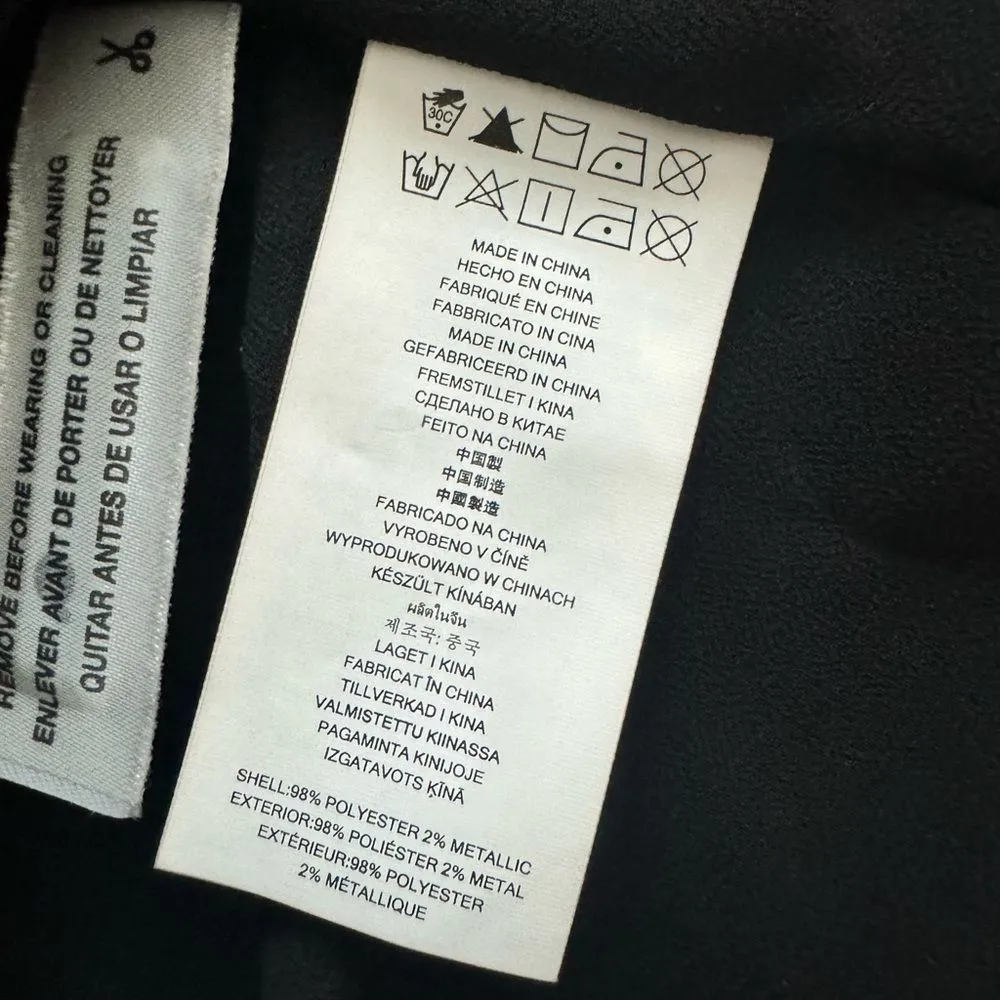 REMOVE BEFORE WEARING OR CLEANING
ENLEVER AVANT DE PORTER OU DE NETTOYER
QUITAR ANTES DE USAR O LIMPIAR
30C
MADE IN CHINA
HECHO EN CHINA
FABRIQUÉ EN CHINE
FABBRICATO IN CINA
MADE IN CHINA
GEFABRICEERD IN CHINA
FREMSTILLET I KINA
СДЕЛАНО В КИТАЕ
FEITO NA CHINA
中国製
中国制造
中國製造
FABRICADO NA CHINA
VYROBENO V ČÍNĚ
WYPRODUKOWANO W CHINACH
KÉSZÜLT KÍNÁBAN
ผลิตในจีน
제조국: 중국
LAGET I KINA
FABRICAT ÎN CHINA
TILLVERKAD I KINA
VALMISTETTU KIINASSA
PAGAMINTA KINIJOJE
IZGATAVOTS ĶĪNĀ
SHELL:98% POLYESTER 2% METALLIC
EXTERIOR:98% POLIÉSTER 2% METAL
EXTÉRIEUR:98% POLYESTER
2% MÉTALLIQUE